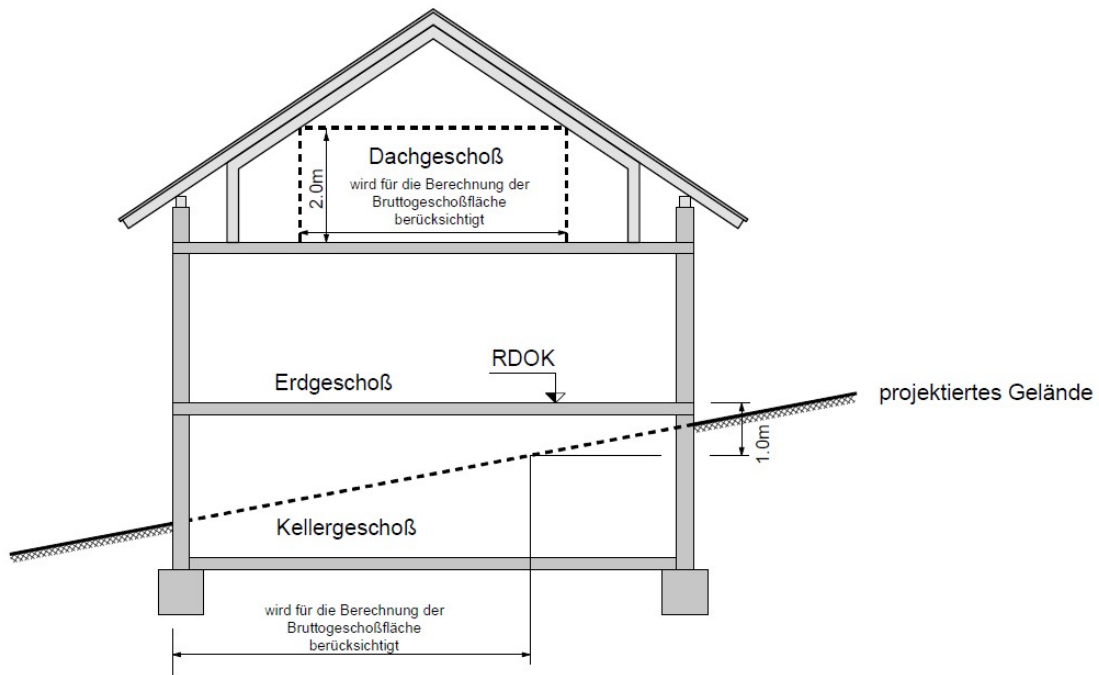 Dachgeschoß
wird für die Berechnung der
Bruttogeschoßfläche
berücksichtigt
2.0m
RDOK
Erdgeschoß
projektiertes Gelände
1.0m
Kellergeschoß
wird für die Berechnung der
Bruttogeschoßfläche
berücksichtigt